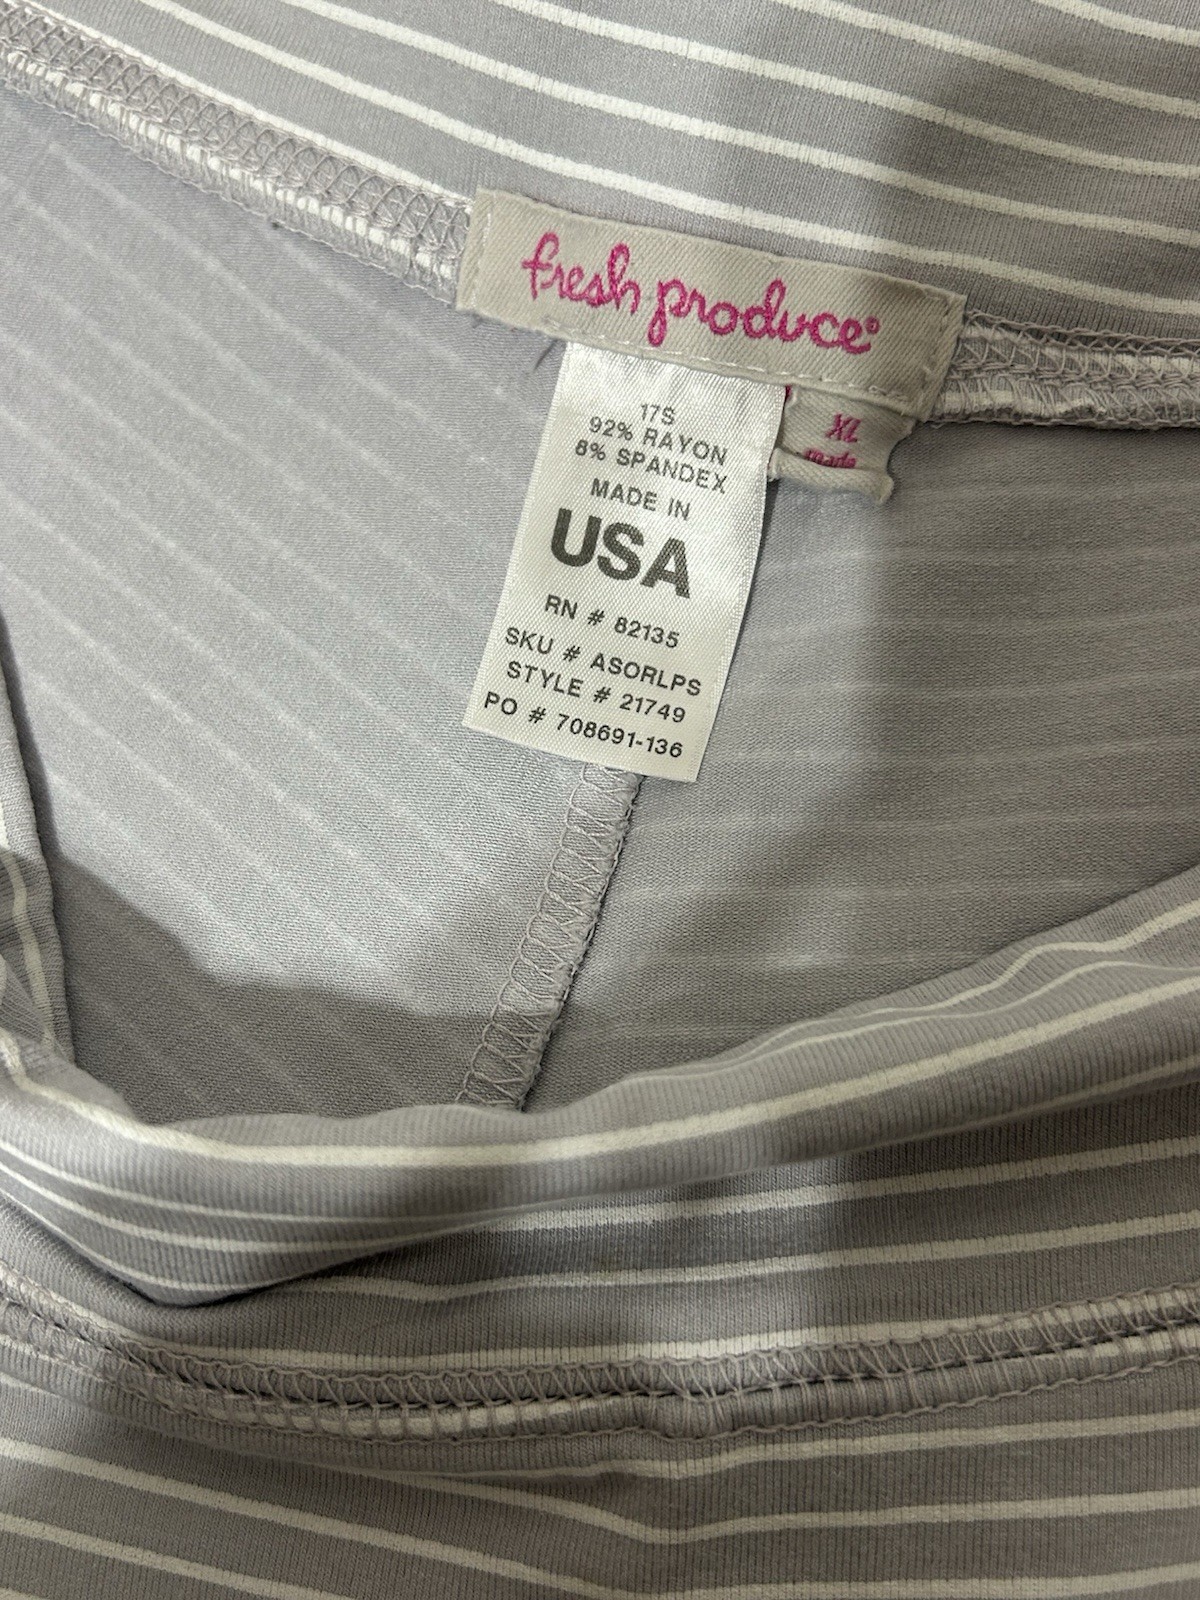 fresh produce®
XL
made
17S
92% RAYON
8% SPANDEX
MADE IN
USA
RN # 82135
SKU # ASORLPS
STYLE # 21749
PO # 708691-136